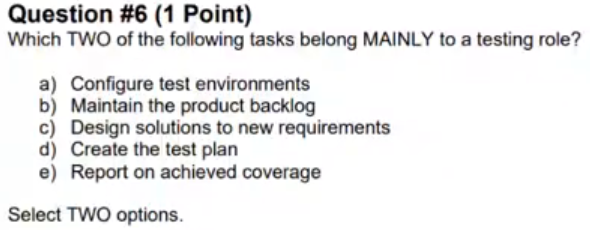 Question #6 (1 Point)
Which TWO of the following tasks belong MAINLY to a testing role?
a) Configure test environments
b) Maintain the product backlog
c) Design solutions to new requirements
d) Create the test plan
e) Report on achieved coverage
Select TWO options.